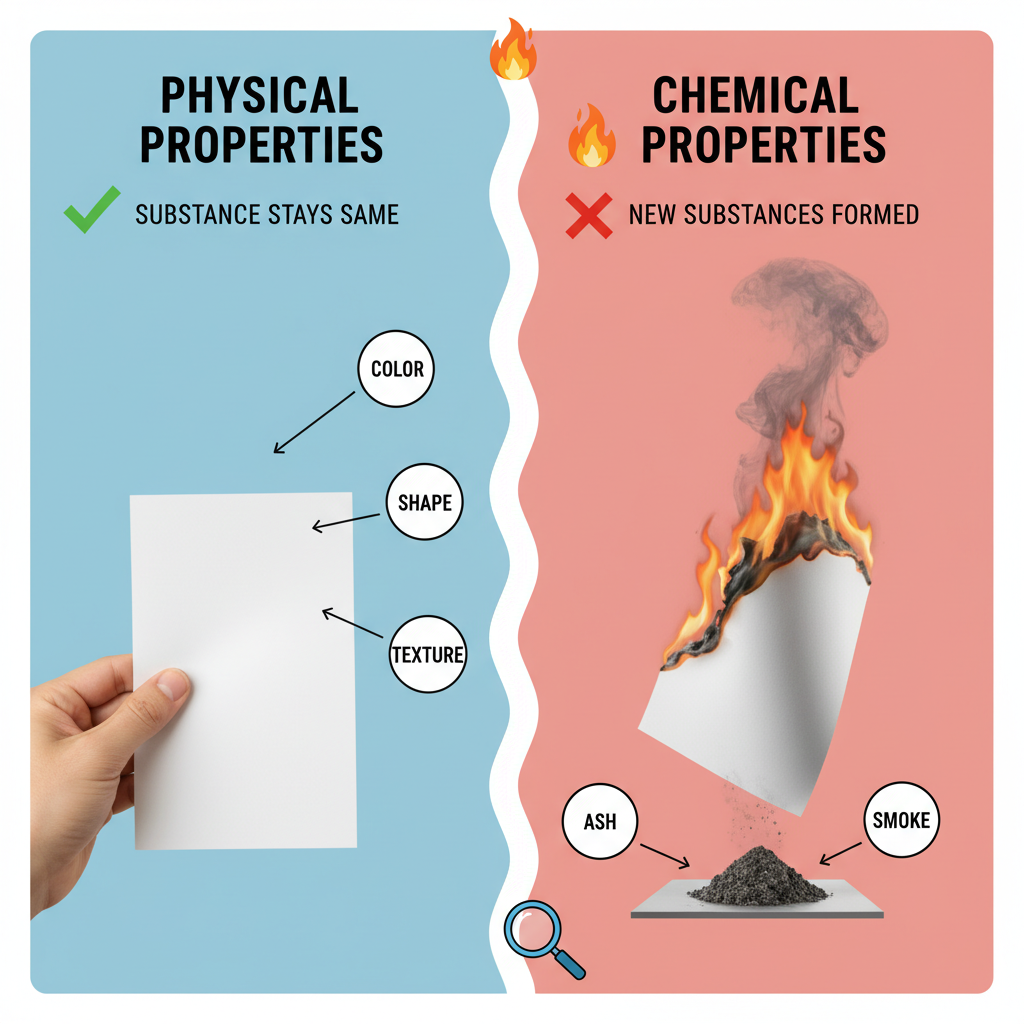 PHYSICAL
PROPERTIES
SUBSTANCE STAYS SAME
COLOR
SHAPE
TEXTURE
CHEMICAL
PROPERTIES
NEW SUBSTANCES FORMED
ASH
SMOKE